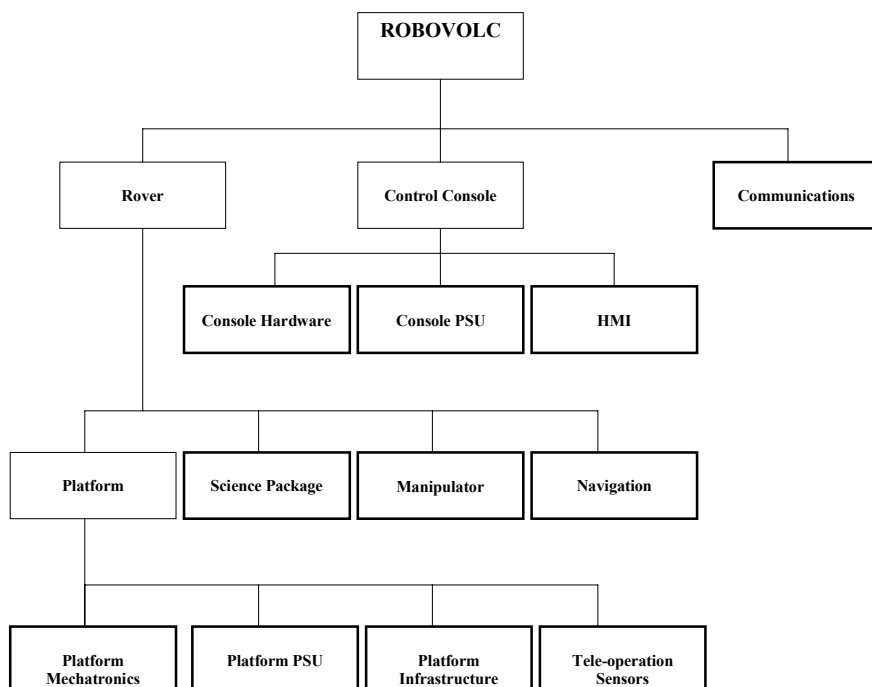 ROBOVOLC
Rover
Control Console
Communications
Console Hardware
Console PSU
HMI
Platform
Science Package
Manipulator
Navigation
Platform
Mechatronics
Platform PSU
Platform
Infrastructure
Tele-operation
Sensors